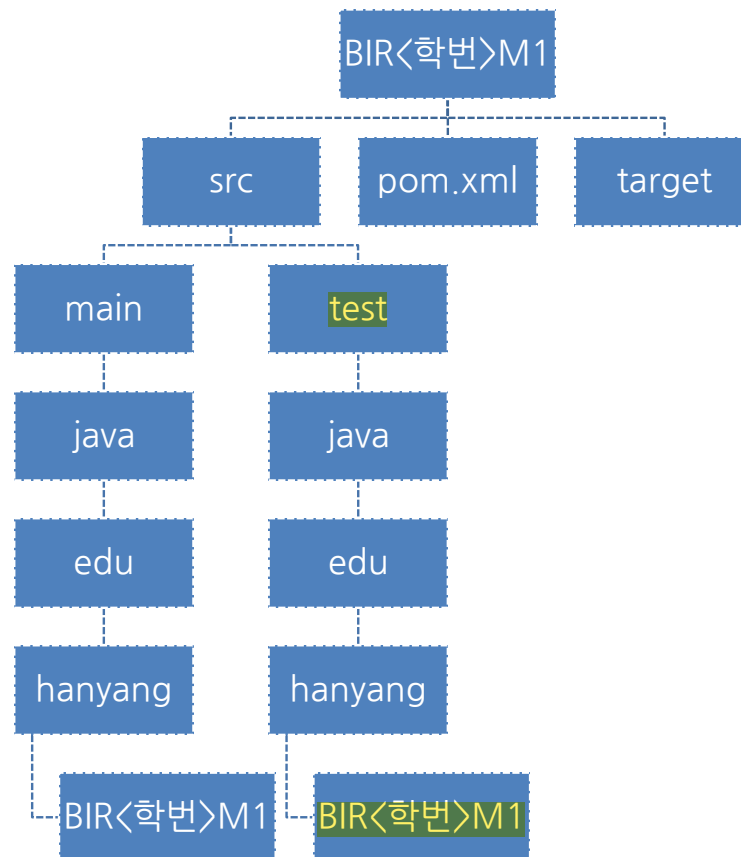 BIR<학번>M1
src
pom.xml
target
main
test
java
java
edu
edu
hanyang
hanyang
BIR<학번>M1
BIR<학번>M1